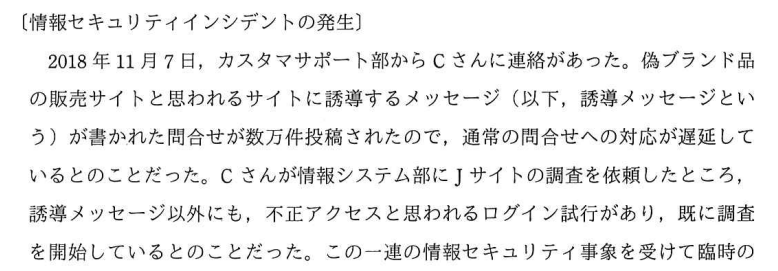 〔情報セキュリティインシデントの発生〕
2018 年 11 月 7 日，カスタマサポート部から C さんに連絡があった。偽ブランド品
の販売サイトと思われるサイトに誘導するメッセージ（以下，誘導メッセージとい
う）が書かれた問合せが数万件投稿されたので，通常の問合せへの対応が遅延して
いるとのことだった。C さんが情報システム部に J サイトの調査を依頼したところ，
誘導メッセージ以外にも，不正アクセスと思われるログイン試行があり，既に調査
を開始しているとのことだった。この一連の情報セキュリティ事象を受けて臨時の